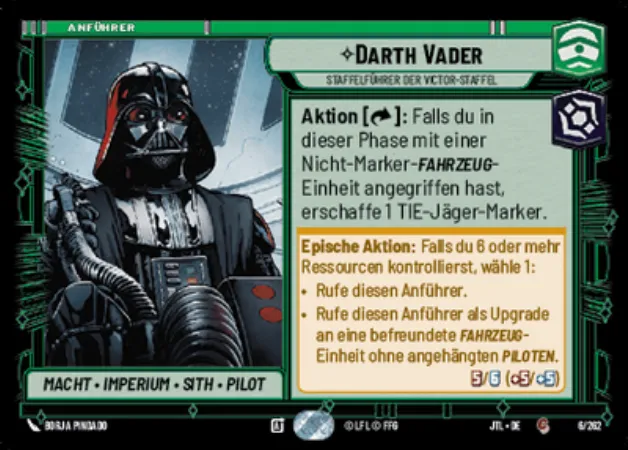 ANFÜHRER
DARTH VADER
STAFFELFÜHRER DER VICTOR-STAFFEL
Aktion [ ]: Falls du in
dieser Phase mit einer
Nicht-Marker-FAHRZEUG-
Einheit angegriffen hast,
erschaffe 1 TIE-Jäger-Marker.
Epische Aktion: Falls du 6 oder mehr
Ressourcen kontrollierst, wähle 1:
• Rufe diesen Anführer.
• Rufe diesen Anführer als Upgrade
an eine befreundete FAHRZEUG-
Einheit ohne angehängten PILOTEN.
5/6 (+5/+5)
MACHT • IMPERIUM • SITH • PILOT
BORJA PINDADO
© LFL © FFG
JTL • DE
6/262